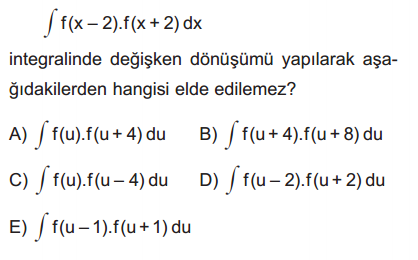 ∫ f(x – 2).f(x + 2) dx
integralinde değişken dönüşümü yapılarak aşa-
ğıdakilerden hangisi elde edilemez?
A) ∫ f(u).f(u + 4) du B) ∫ f(u + 4).f(u + 8) du
C) ∫ f(u).f(u – 4) du D) ∫ f(u – 2).f(u + 2) du
E) ∫ f(u – 1).f(u + 1) du